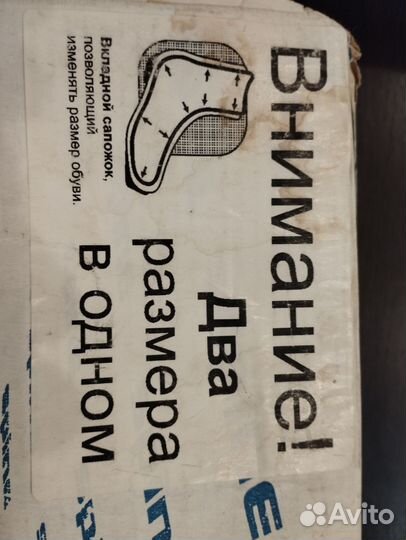 Внимание!
Два
размера
в одном
Вкладной сапожок,
позволяющий
изменять размер обуви.
Avito